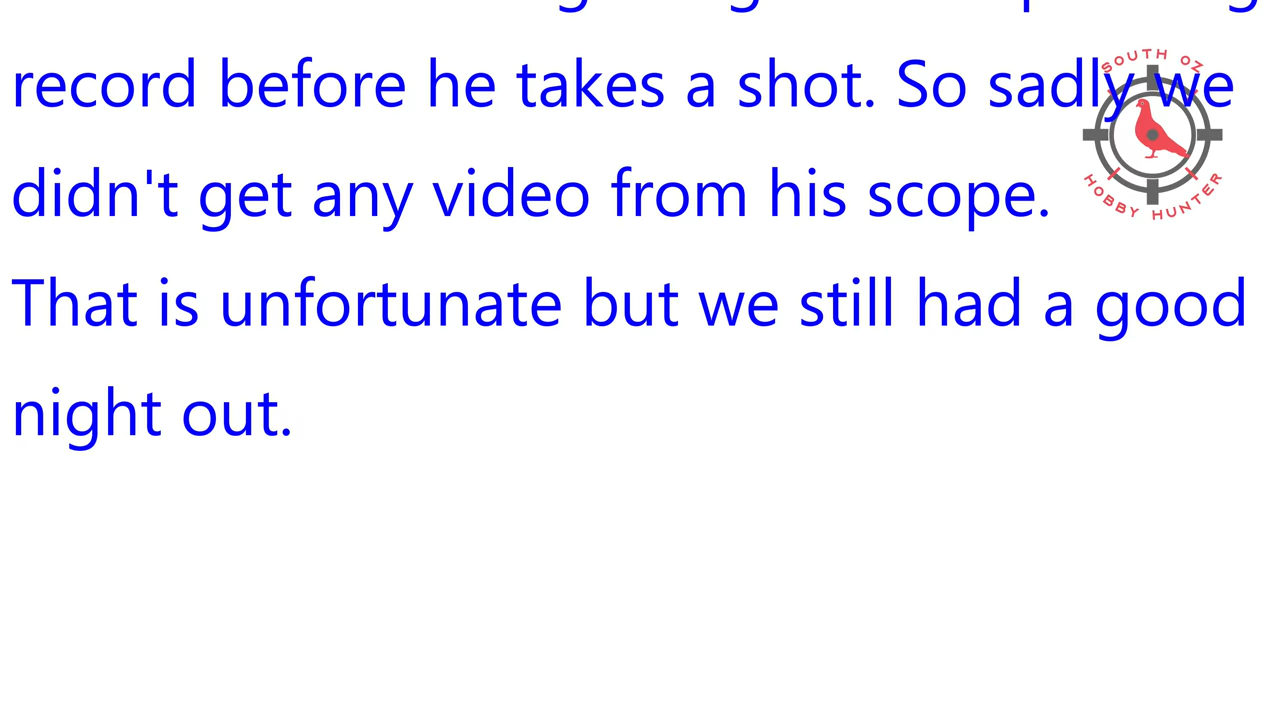 record before he takes a shot. So sadly we
didn't get any video from his scope.
That is unfortunate but we still had a good
night out.
SOUTH OZ
HOBBY HUNTER